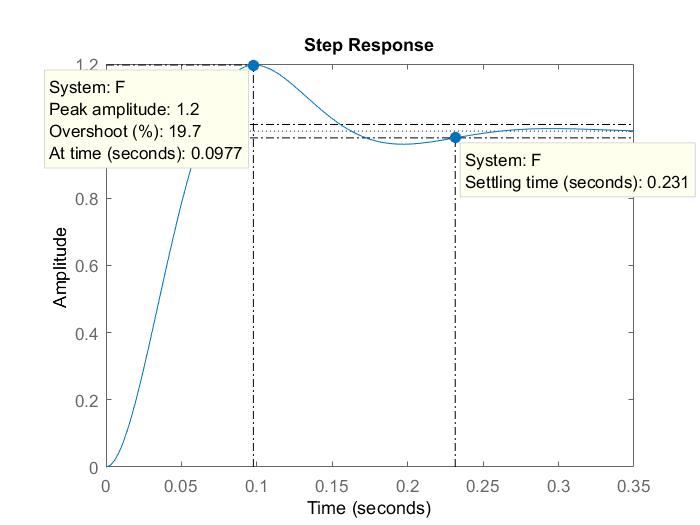 Step Response
1.2
System: F
Peak amplitude: 1.2
Overshoot (%): 19.7
At time (seconds): 0.0977
System: F
Settling time (seconds): 0.231
0.8
0.6
0.4
0.2
0
Amplitude
0
0.05
0.1
0.15
0.2
0.25
0.3
0.35
Time (seconds)